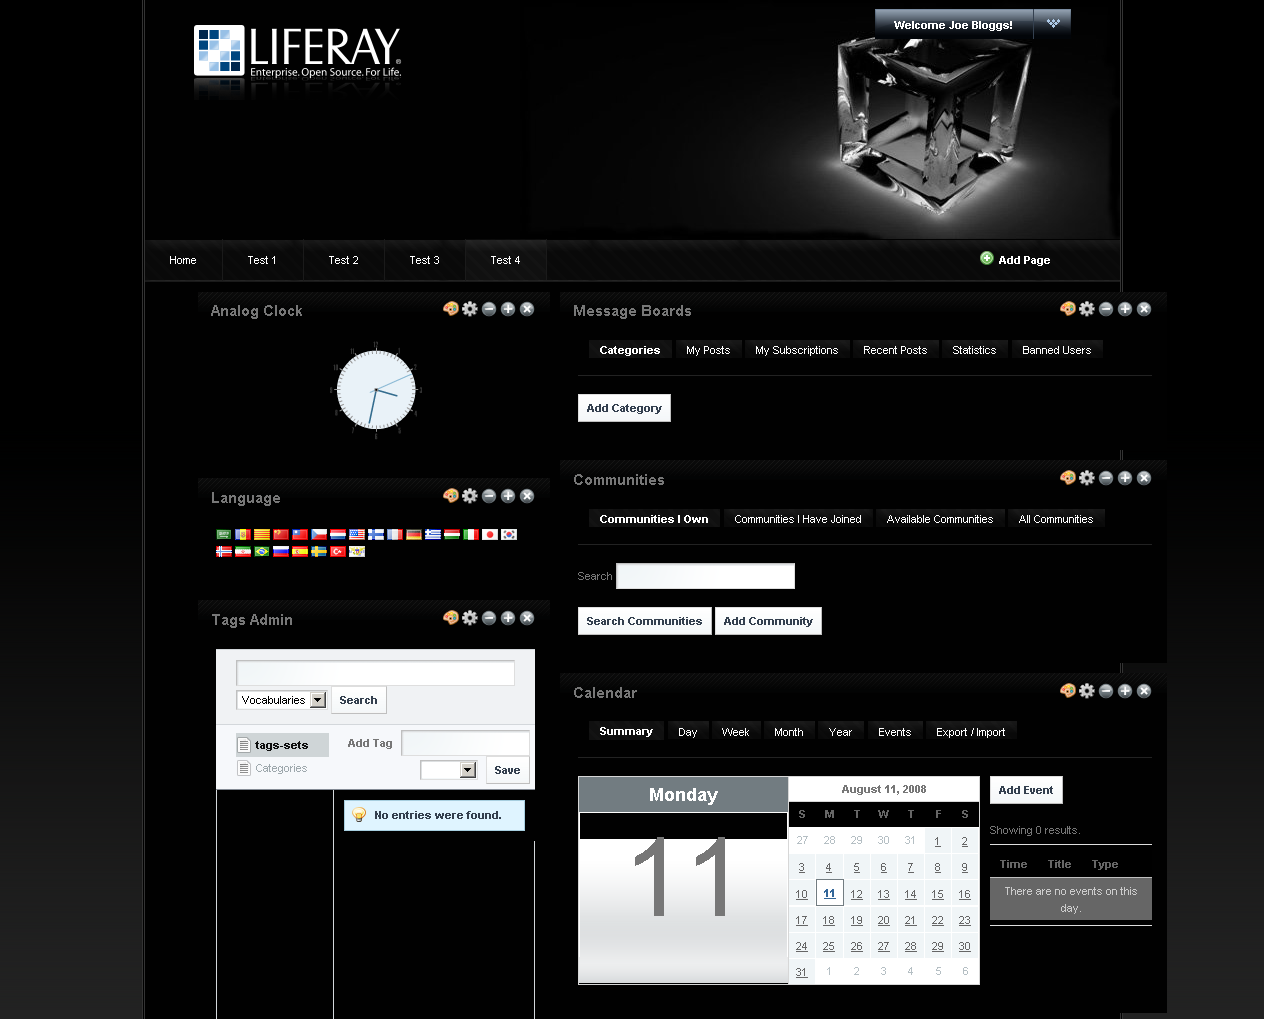 LIFERAY®
Enterprise. Open Source. For Life.
Welcome Joe Bloggs!
Home
Test 1
Test 2
Test 3
Test 4
Add Page
Analog Clock
Language
Tags Admin
Vocabularies
Search
tags-sets
Categories
Add Tag
Save
No entries were found.
Message Boards
Categories My Posts My Subscriptions Recent Posts Statistics Banned Users
Add Category
Communities
Communities I Own Communities I Have Joined Available Communities All Communities
Search
Search Communities Add Community
Calendar
Summary Day Week Month Year Events Export / Import
Monday
11
August 11, 2008
S M T W T F S
27 28 29 30 31 1 2
3 4 5 6 7 8 9
10 11 12 13 14 15 16
17 18 19 20 21 22 23
24 25 26 27 28 29 30
31 1 2 3 4 5 6
Add Event
Showing 0 results.
Time Title Type
There are no events on this
day.